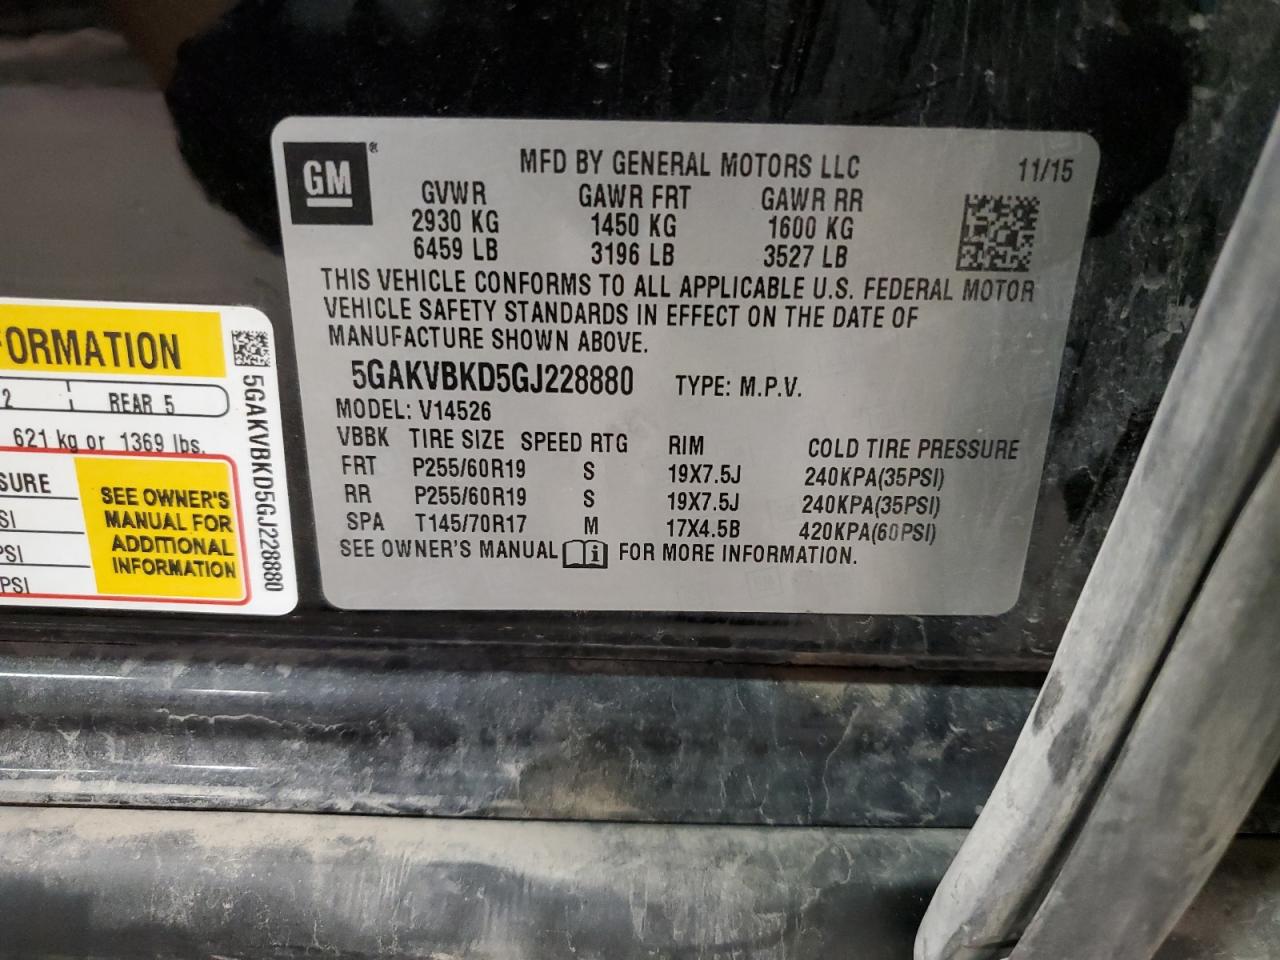 GM® MFD BY GENERAL MOTORS LLC 11/15
GVWR GAWR FRT GAWR RR
2930 KG 1450 KG 1600 KG
6459 LB 3196 LB 3527 LB
THIS VEHICLE CONFORMS TO ALL APPLICABLE U.S. FEDERAL MOTOR
VEHICLE SAFETY STANDARDS IN EFFECT ON THE DATE OF
MANUFACTURE SHOWN ABOVE.
5GAKVBKD5GJ228880 TYPE: M.P.V.
MODEL: V14526
VBBK TIRE SIZE SPEED RTG RIM COLD TIRE PRESSURE
FRT P255/60R19 S 19X7.5J 240KPA(35PSI)
RR P255/60R19 S 19X7.5J 240KPA(35PSI)
SPA T145/70R17 M 17X4.5B 420KPA(60PSI)
SEE OWNER'S MANUAL i FOR MORE INFORMATION.
FORMATION
2 REAR 5
621 kg or 1369 lbs.
SURE
SI
PSI
PSI
SEE OWNER'S
MANUAL FOR
ADDITIONAL
INFORMATION
5GAKVBKD5GJ228880